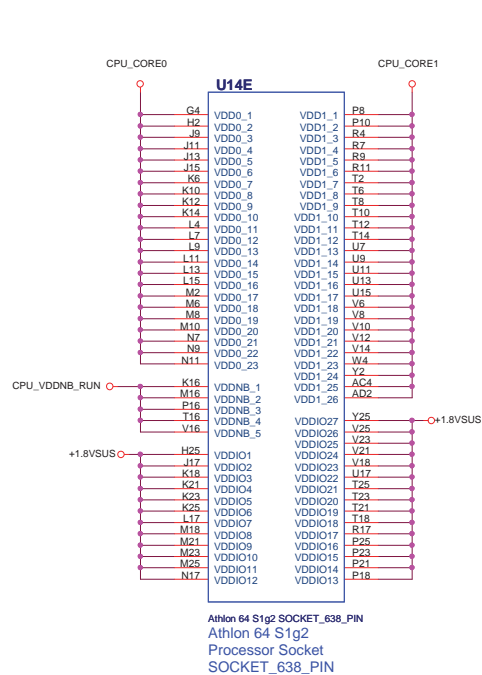 CPU_CORE0 CPU_CORE1
U14E
G4 VDD0_1 VDD1_1 P8
H2 VDD0_2 VDD1_2 P10
J9 VDD0_3 VDD1_3 R4
J11 VDD0_4 VDD1_4 R7
J13 VDD0_5 VDD1_5 R9
J15 VDD0_6 VDD1_6 R11
K6 VDD0_7 VDD1_7 T2
K10 VDD0_8 VDD1_8 T6
K12 VDD0_9 VDD1_9 T8
K14 VDD0_10 VDD1_10 T10
L4 VDD0_11 VDD1_11 T12
L7 VDD0_12 VDD1_12 T14
L9 VDD0_13 VDD1_13 U7
L11 VDD0_14 VDD1_14 U9
L13 VDD0_15 VDD1_15 U11
L15 VDD0_16 VDD1_16 U13
M2 VDD0_17 VDD1_17 U15
M6 VDD0_18 VDD1_18 V6
M8 VDD0_19 VDD1_19 V8
M10 VDD0_20 VDD1_20 V10
N7 VDD0_21 VDD1_21 V12
N9 VDD0_22 VDD1_22 V14
N11 VDD0_23 VDD1_23 W4
VDD1_24 Y2
CPU_VDDNB_RUN K16 VDDNB_1 VDD1_25 AC4
M16 VDDNB_2 VDD1_26 AD2
P16 VDDNB_3
T16 VDDNB_4 VDDIO27 Y25 +1.8VSUS
V16 VDDNB_5 VDDIO26 V25
VDDIO25 V23
+1.8VSUS H25 VDDIO1 VDDIO24 V21
J17 VDDIO2 VDDIO23 V18
K18 VDDIO3 VDDIO22 U17
K21 VDDIO4 VDDIO21 T25
K23 VDDIO5 VDDIO20 T23
K25 VDDIO6 VDDIO19 T21
L17 VDDIO7 VDDIO18 T18
M18 VDDIO8 VDDIO17 R17
M21 VDDIO9 VDDIO16 P25
M23 VDDIO10 VDDIO15 P23
M25 VDDIO11 VDDIO14 P21
N17 VDDIO12 VDDIO13 P18
Athlon 64 S1g2 SOCKET_638_PIN
Athlon 64 S1g2
Processor Socket
SOCKET_638_PIN